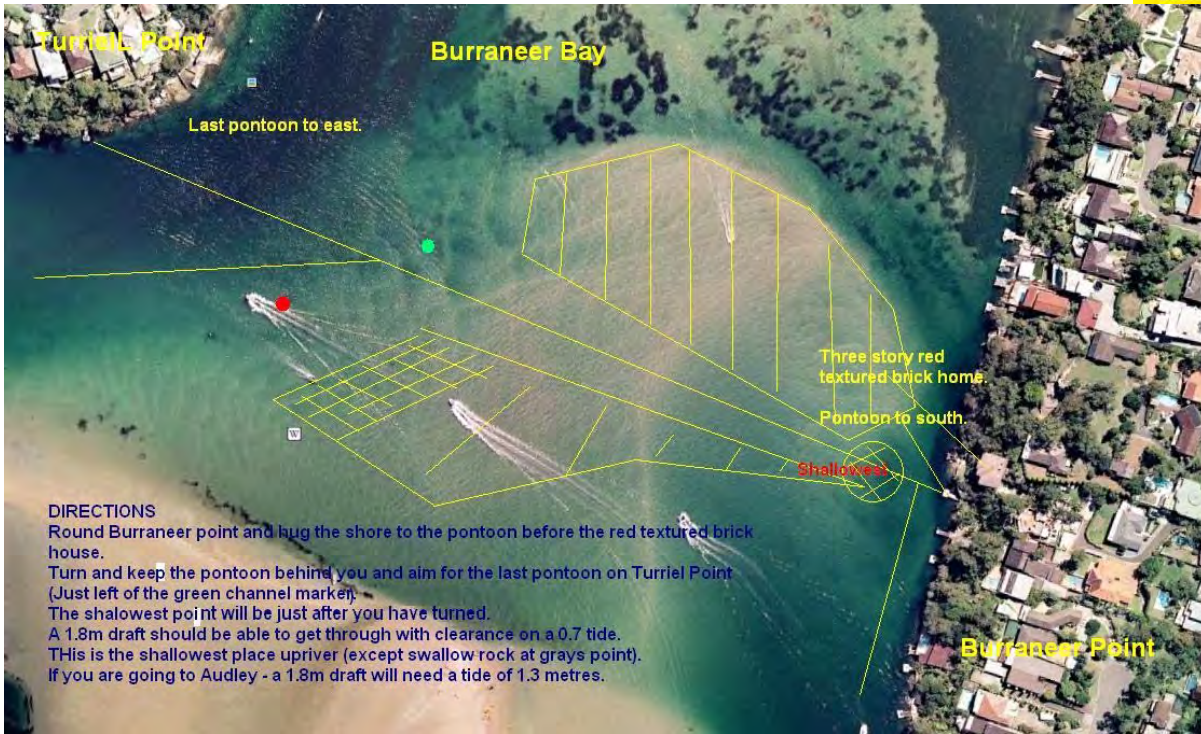 TurrielL Point
Burraneer Bay
Last pontoon to east.
Three story red
textured brick home.
Pontoon to south.
Shallowest
W
DIRECTIONS
Round Burraneer point and hug the shore to the pontoon before the red textured brick
house.
Turn and keep the pontoon behind you and aim for the last pontoon on Turriel Point
(Just left of the green channel marker).
The shalowest point will be just after you have turned.
A 1.8m draft should be able to get through with clearance on a 0.7 tide.
THis is the shallowest place upriver (except swallow rock at grays point).
If you are going to Audley - a 1.8m draft will need a tide of 1.3 metres.
Burraneer Point